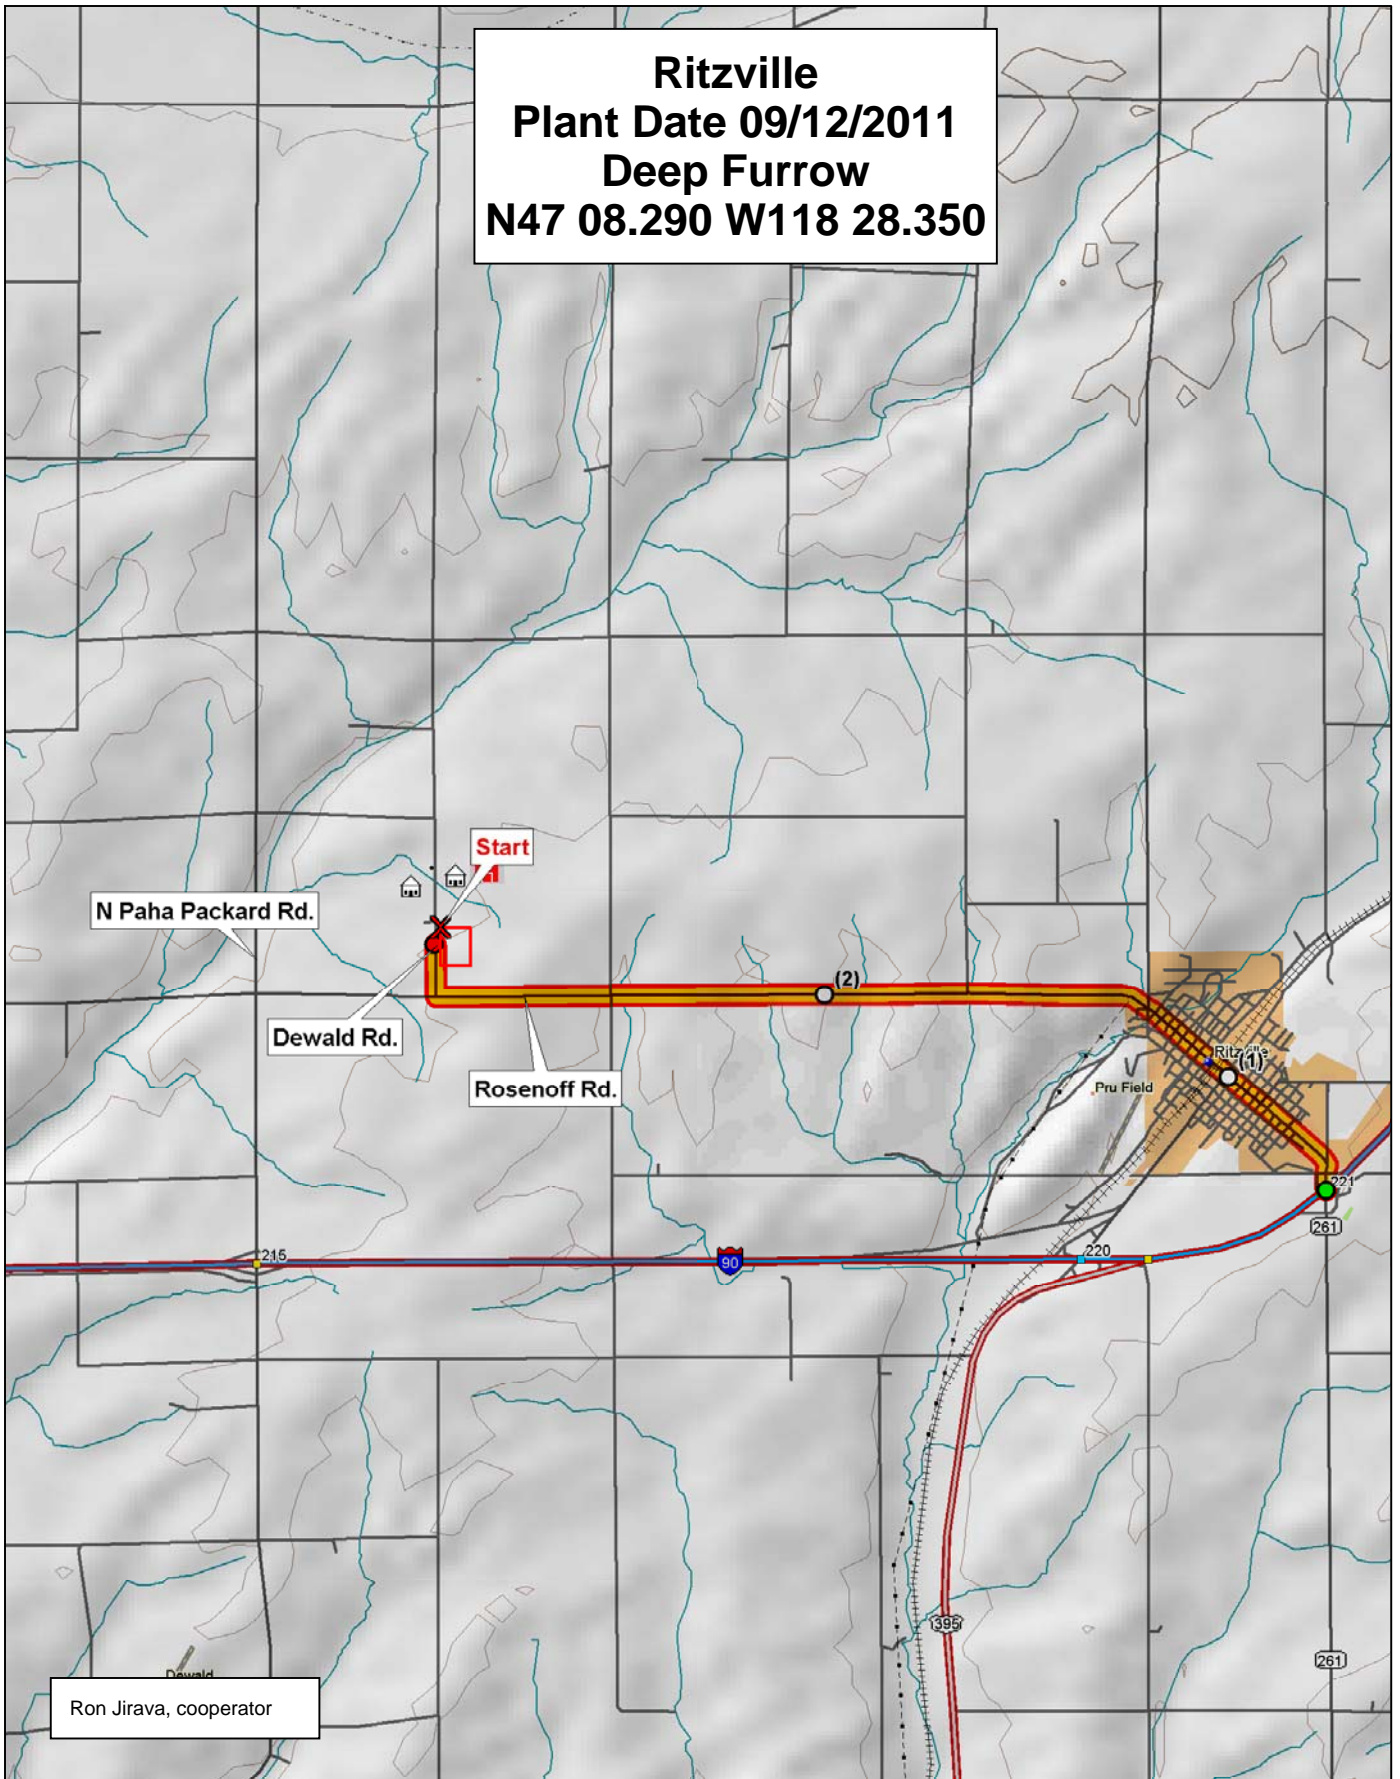 Ritzville
Plant Date 09/12/2011
Deep Furrow
N47 08.290 W118 28.350
Start
N Paha Packard Rd.
(2)
Dewald Rd.
Ritzville
(1)
Rosenoff Rd.
Pru Field
221
261
215
90
220
395
261
Dewald
Ron Jirava, cooperator